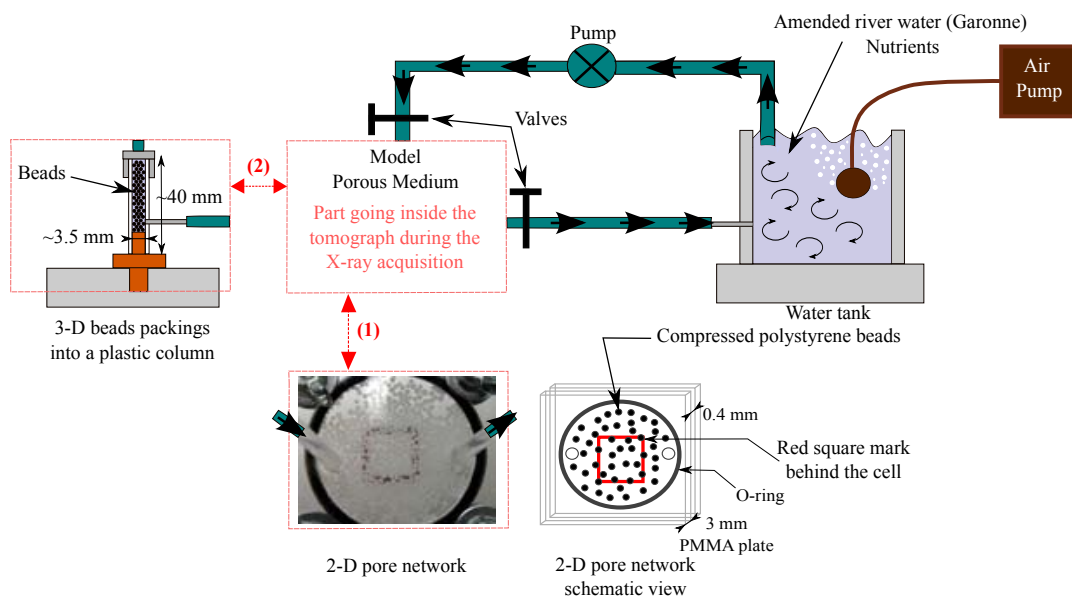 Pump
Amended river water (Garonne)
Nutrients
Air
Pump
Valves
Beads
~40 mm
~3.5 mm
(2)
Model
Porous Medium
Part going inside the
tomograph during the
X-ray acquisition
3-D beads packings
into a plastic column
(1)
Water tank
Compressed polystyrene beads
0.4 mm
Red square mark
behind the cell
O-ring
3 mm
PMMA plate
2-D pore network
2-D pore network
schematic view